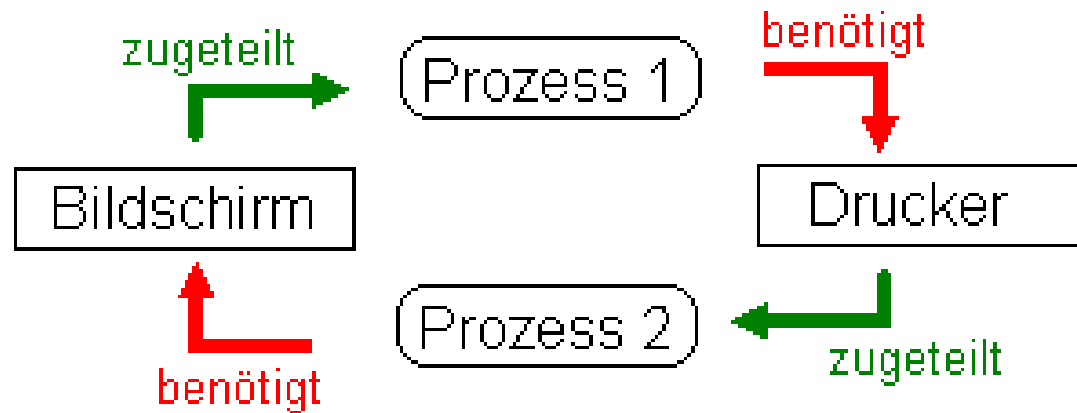 zugeteilt
Prozess 1
benötigt
Bildschirm
Drucker
benötigt
Prozess 2
zugeteilt